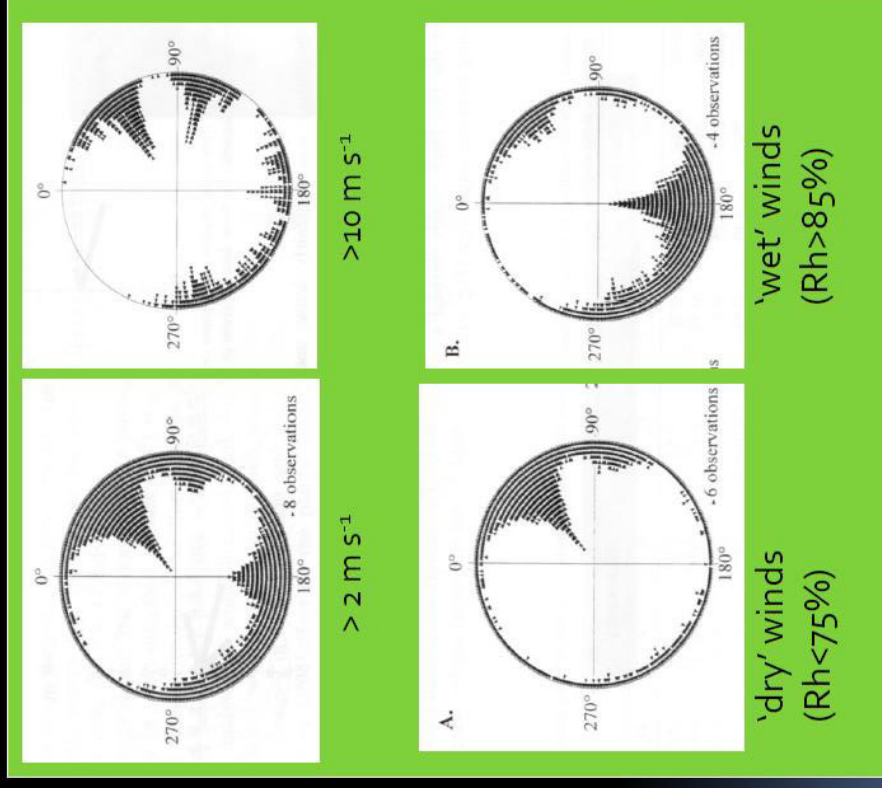 0°
270°
90°
180°
-8 observations
> 2 m s⁻¹
0°
270°
90°
180°
>10 m s⁻¹
A.
0°
270°
90°
180°
-6 observations
'dry' winds
(Rh<75%)
B.
0°
270°
90°
180°
-4 observations
'wet' winds
(Rh>85%)